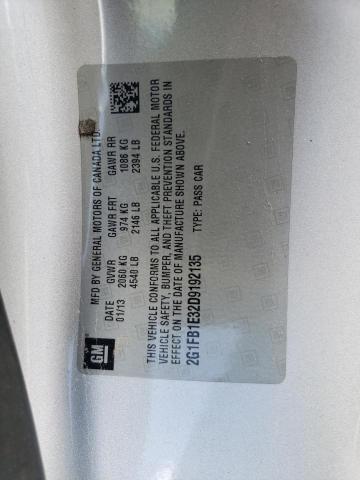 GM
MFD BY GENERAL MOTORS OF CANADA LTD.
DATE GVWR GAWR FRT GAWR RR
01/13 2060 KG 974 KG 1086 KG
4540 LB 2146 LB 2394 LB
THIS VEHICLE CONFORMS TO ALL APPLICABLE U.S. FEDERAL MOTOR
VEHICLE SAFETY, BUMPER, AND THEFT PREVENTION STANDARDS IN
EFFECT ON THE DATE OF MANUFACTURE SHOWN ABOVE.
2G1FB1E32D9192135 TYPE: PASS CAR